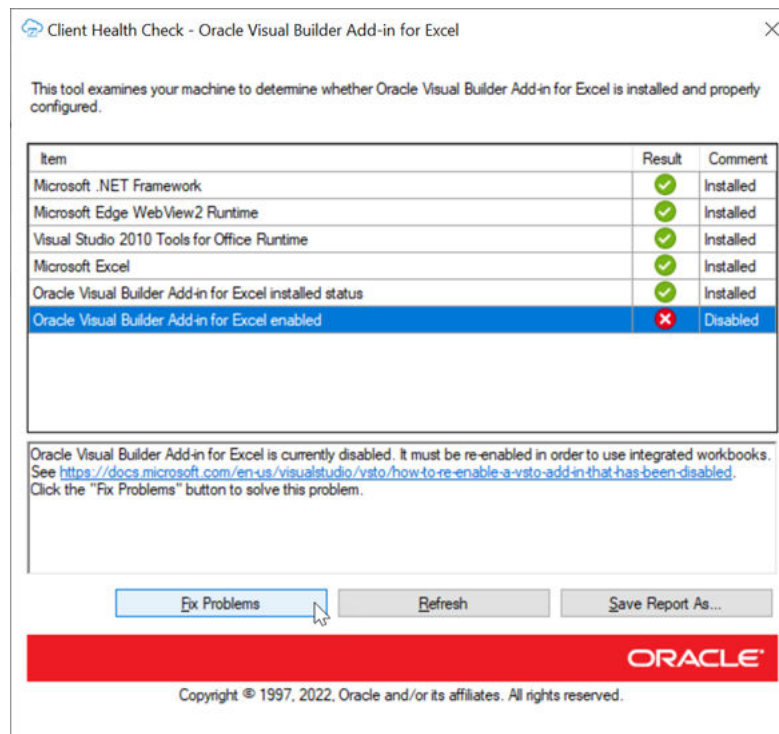 Client Health Check - Oracle Visual Builder Add-in for Excel
This tool examines your machine to determine whether Oracle Visual Builder Add-in for Excel is installed and properly
configured.
Item Result Comment
Microsoft .NET Framework Installed
Microsoft Edge WebView2 Runtime Installed
Visual Studio 2010 Tools for Office Runtime Installed
Microsoft Excel Installed
Oracle Visual Builder Add-in for Excel installed status Installed
Oracle Visual Builder Add-in for Excel enabled Disabled
Oracle Visual Builder Add-in for Excel is currently disabled. It must be re-enabled in order to use integrated workbooks.
See https://docs.microsoft.com/en-us/visualstudio/vsto/how-to-re-enable-a-vsto-add-in-that-has-been-disabled.
Click the "Fix Problems" button to solve this problem.
Fix Problems Refresh Save Report As...
ORACLE
Copyright © 1997, 2022, Oracle and/or its affiliates. All rights reserved.